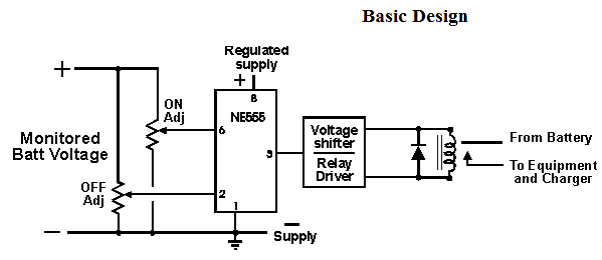 Basic Design
Regulated
supply
+
+
8
NE555
ON
Adj
6
Monitored
Batt Voltage
3
Voltage
shifter
Relay
Driver
From Battery
To Equipment
and Charger
OFF
Adj
2
1
Supply